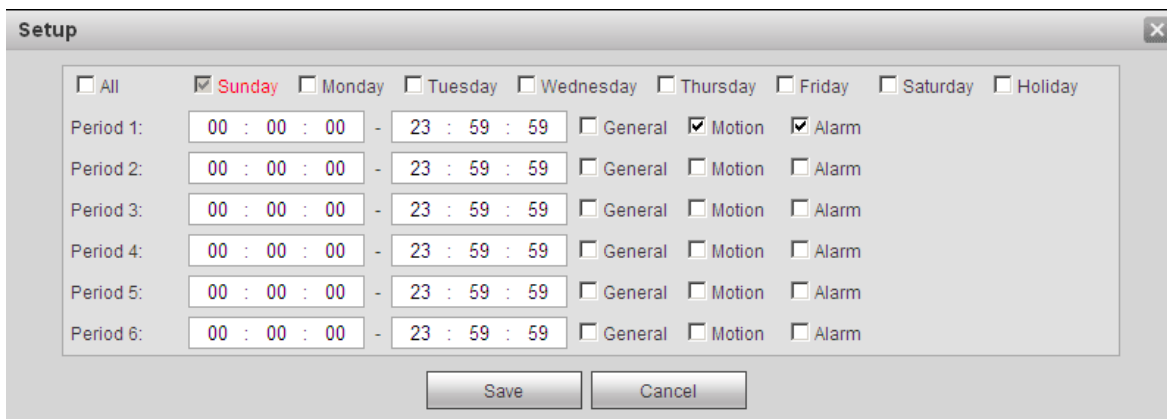 Setup
All Sunday Monday Tuesday Wednesday Thursday Friday Saturday Holiday
Period 1: 00 : 00 : 00 - 23 : 59 : 59 General Motion Alarm
Period 2: 00 : 00 : 00 - 23 : 59 : 59 General Motion Alarm
Period 3: 00 : 00 : 00 - 23 : 59 : 59 General Motion Alarm
Period 4: 00 : 00 : 00 - 23 : 59 : 59 General Motion Alarm
Period 5: 00 : 00 : 00 - 23 : 59 : 59 General Motion Alarm
Period 6: 00 : 00 : 00 - 23 : 59 : 59 General Motion Alarm
Save Cancel